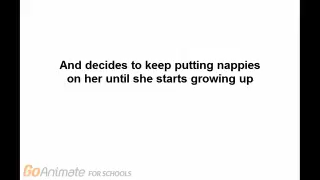 And decides to keep putting nappies
on her until she starts growing up
GoAnimate FOR SCHOOLS